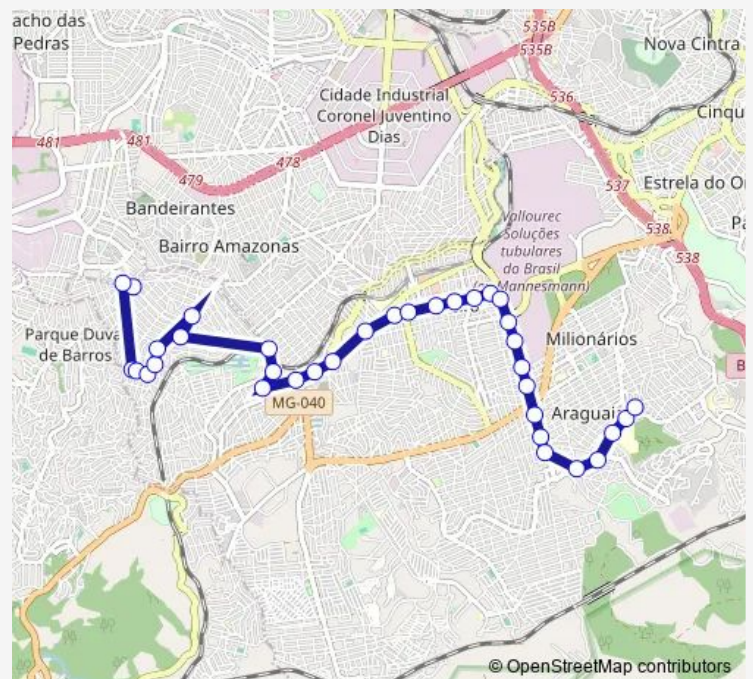 acho das
Pedras
535B
535B
Nova Cintra
Cidade Industrial
Coronel Juventino
Dias
536
Cinqu
481
481
478
479
537
Estrela do O
Bandeirantes
538
Bairro Amazonas
Vallourec
Soluções
tubulares
do Brasil
Mannesmann)
538
Parque Duva
de Barros
Milionários
B
MG-040
Araguai
© OpenStreetMap contributors